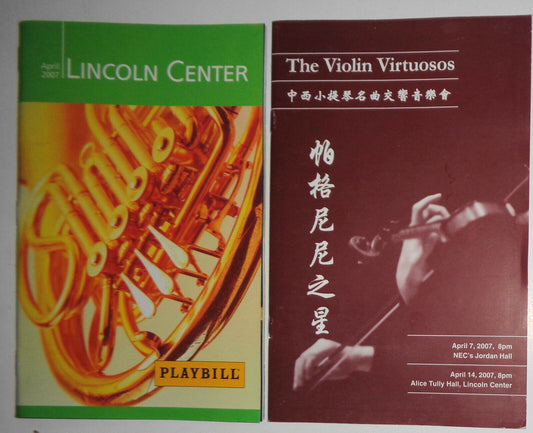 April
2007
LINCOLN CENTER
PLAYBILL
The Violin Virtuosos
中西小提琴名曲交響音樂會
帕格尼尼之星
April 7, 2007, 8pm
NEC's Jordan Hall
April 14, 2007, 8pm
Alice Tully Hall, Lincoln Center